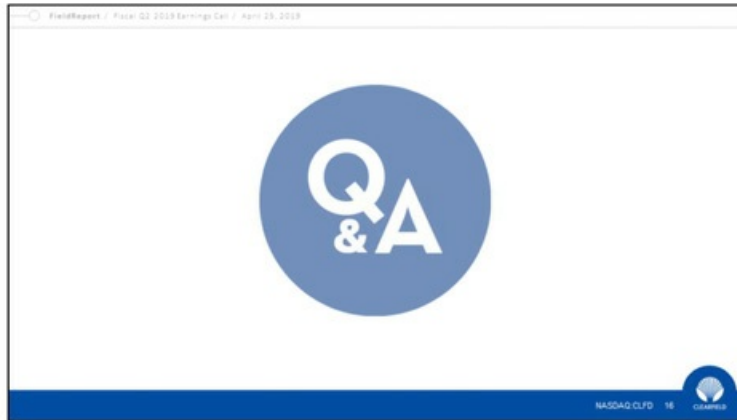 FieldReport / Fiscal Q2 2019 Earnings Call / April 25, 2019
Q
&A
NASDAQ:CLFD 16
CLEARFIELD